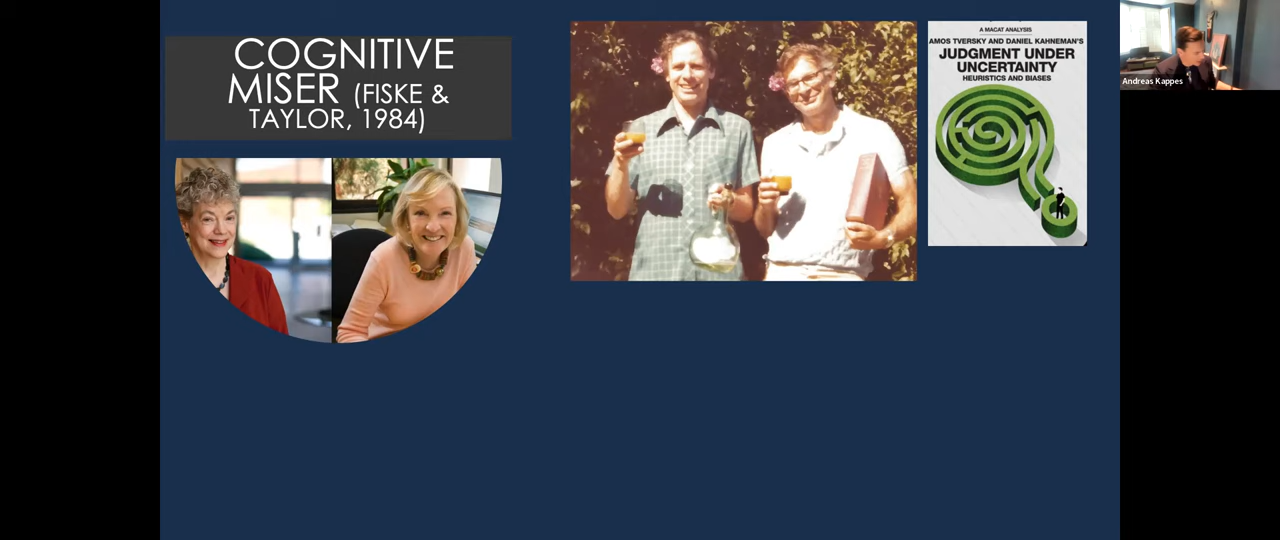 COGNITIVE
MISER (FISKE &
TAYLOR, 1984)
A MACAT ANALYSIS
AMOS TVERSKY AND DANIEL KAHNEMAN'S
JUDGMENT UNDER
UNCERTAINTY
HEURISTICS AND BIASES
Andreas Kappes